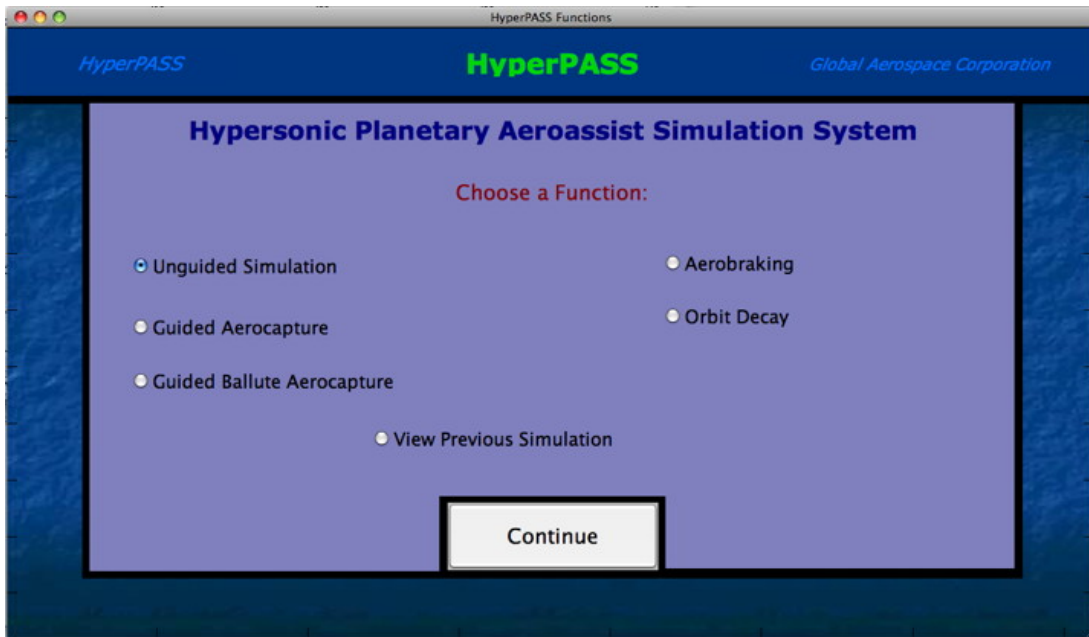 HyperPASS Functions
HyperPASS
HyperPASS
Global Aerospace Corporation
Hypersonic Planetary Aeroassist Simulation System
Choose a Function:
Unguided Simulation
Aerobraking
Guided Aerocapture
Orbit Decay
Guided Ballute Aerocapture
View Previous Simulation
Continue